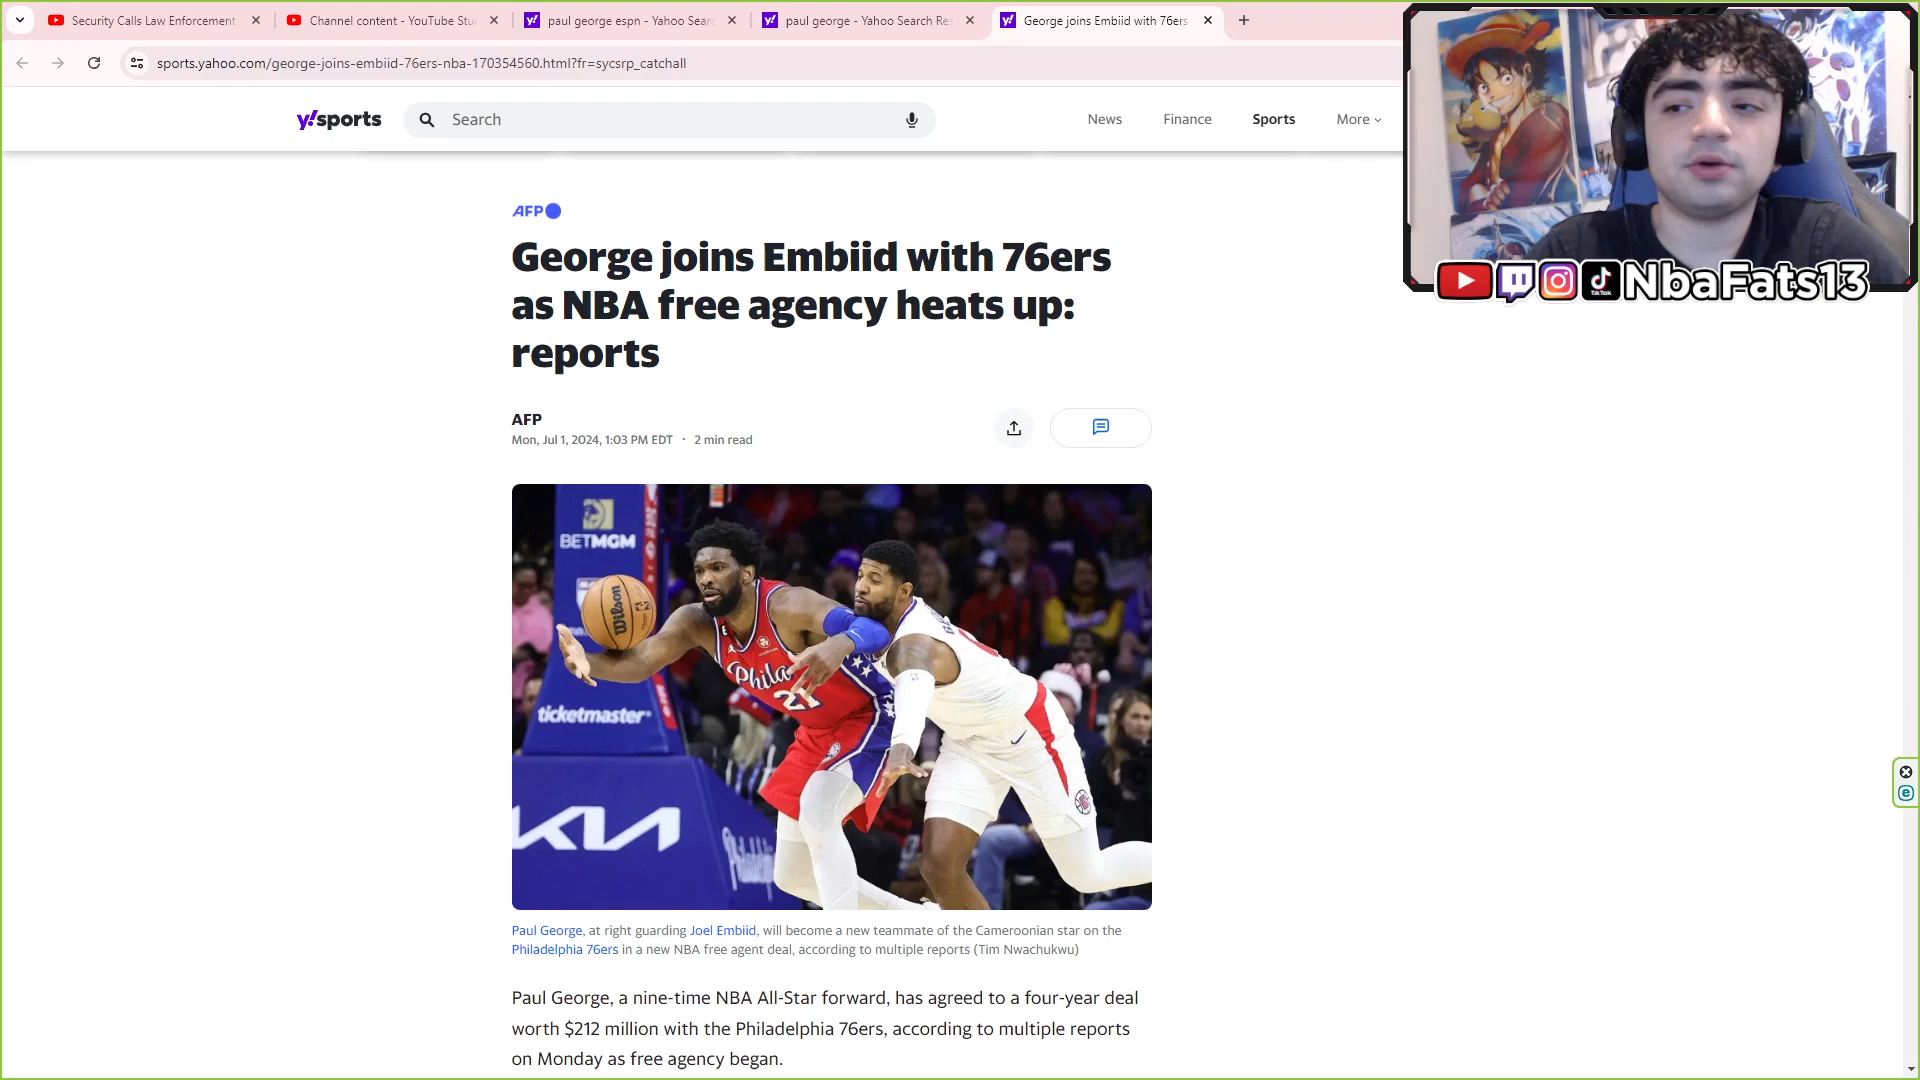 Security Calls Law Enforcement
Channel content - YouTube Stu
paul george espn - Yahoo Searc
paul george - Yahoo Search Res
George joins Embiid with 76ers
sports.yahoo.com/george-joins-embiid-76ers-nba-170354560.html?fr=sycsrp_catchall
y!sports
Search
News
Finance
Sports
More
TikTok
NbaFats13
AFP
George joins Embiid with 76ers
as NBA free agency heats up:
reports
AFP
Mon, Jul 1, 2024, 1:03 PM EDT · 2 min read
BETMGM
Wilson
Phila
21
ticketmaster
KIA
Philadelphia
Paul George, at right guarding Joel Embiid, will become a new teammate of the Cameroonian star on the
Philadelphia 76ers in a new NBA free agent deal, according to multiple reports (Tim Nwachukwu)
Paul George, a nine-time NBA All-Star forward, has agreed to a four-year deal
worth $212 million with the Philadelphia 76ers, according to multiple reports
on Monday as free agency began.